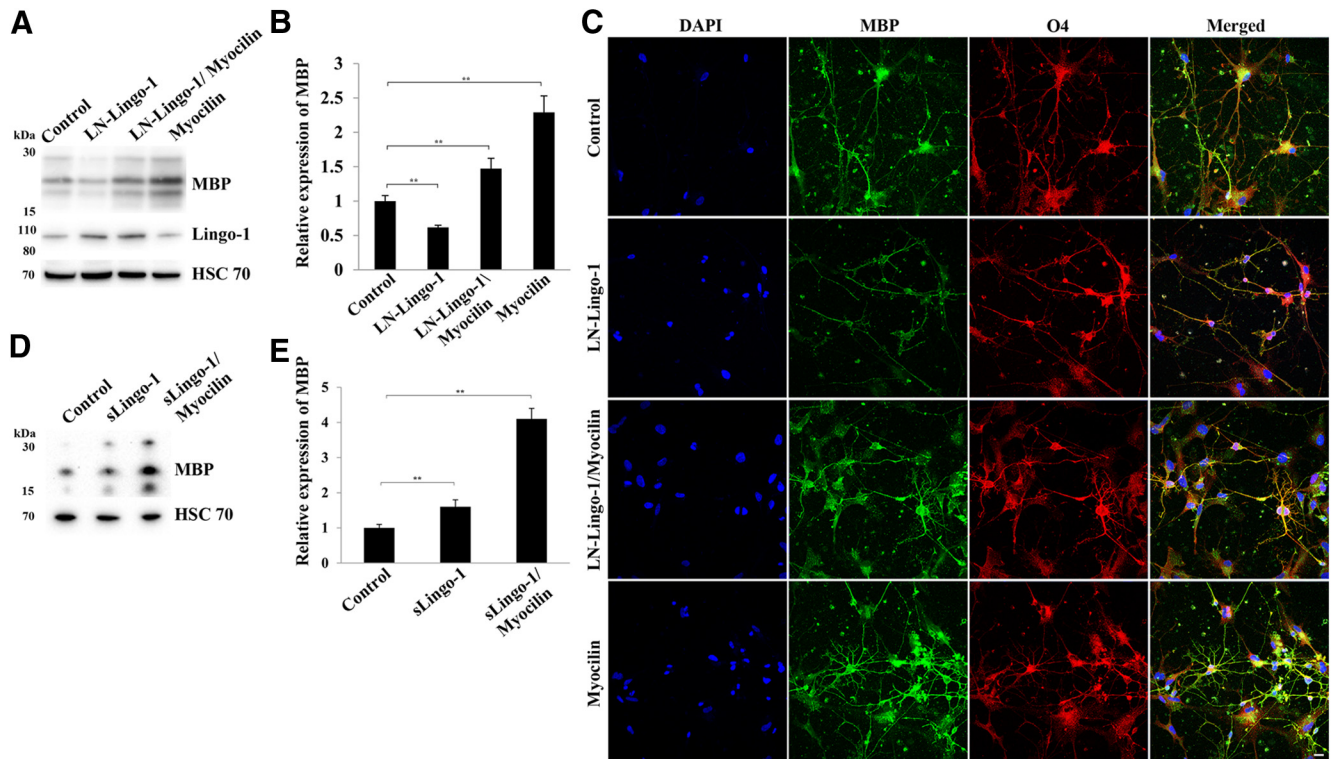 A
Control
LN-Lingo-1
LN-Lingo-1/ Myocilin
Myocilin
kDa
30
MBP
15
110
Lingo-1
80
70
HSC 70
B
Relative expression of MBP
3
2.5
2
1.5
1
0.5
0
**
**
**
Control
LN-Lingo-1
LN-Lingo-1\
Myocilin
Myocilin
C
DAPI
MBP
O4
Merged
Control
LN-Lingo-1
LN-Lingo-1/Myocilin
Myocilin
D
Control
sLingo-1
sLingo-1/
Myocilin
kDa
30
MBP
15
70
HSC 70
E
Relative expression of MBP
5
4
3
2
1
0
**
**
Control
sLingo-1
sLingo-1/
Myocilin